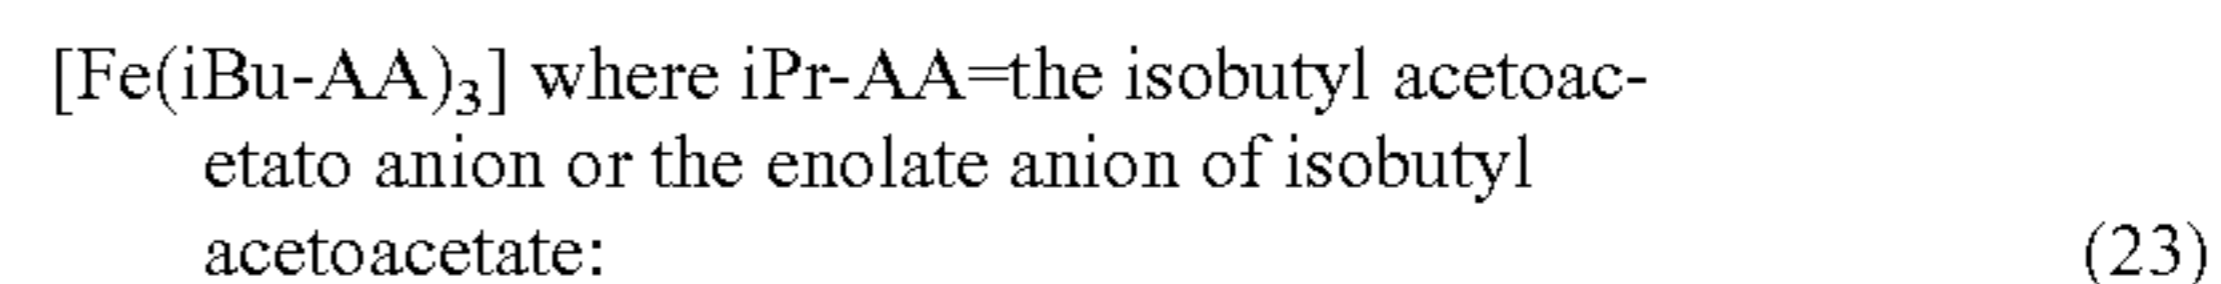 [Fe(iBu-AA)₃] where iPr-AA=the isobutyl acetoac-
etato anion or the enolate anion of isobutyl
acetoacetate: (23)